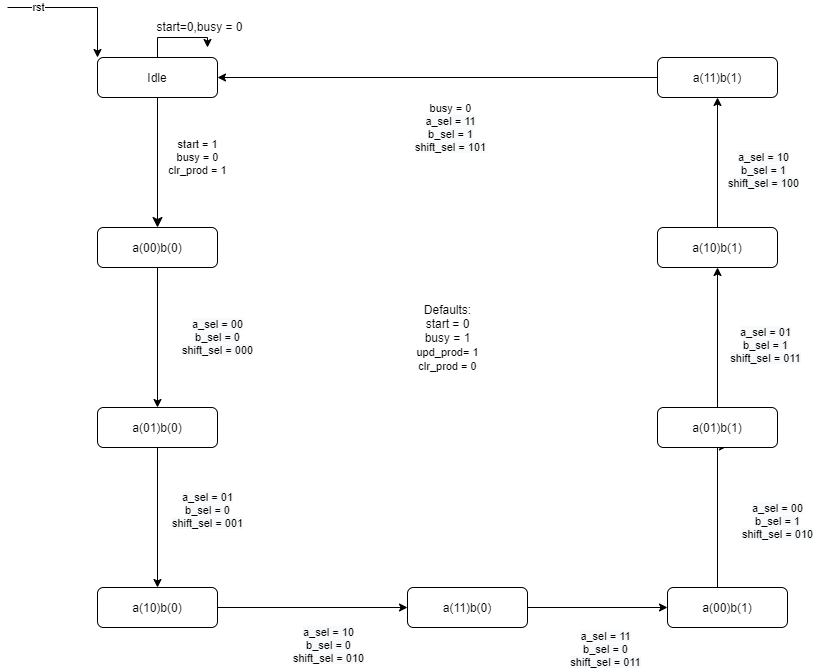 rst
start=0,busy = 0
Idle
a(11)b(1)
busy = 0
a_sel = 11
b_sel = 1
shift_sel = 101
start = 1
busy = 0
clr_prod = 1
a_sel = 10
b_sel = 1
shift_sel = 100
a(00)b(0)
a(10)b(1)
Defaults:
start = 0
busy = 1
upd_prod= 1
clr_prod = 0
a_sel = 00
b_sel = 0
shift_sel = 000
a_sel = 01
b_sel = 1
shift_sel = 011
a(01)b(0)
a(01)b(1)
a_sel = 01
b_sel = 0
shift_sel = 001
a_sel = 00
b_sel = 1
shift_sel = 010
a(10)b(0)
a(11)b(0)
a(00)b(1)
a_sel = 10
b_sel = 0
shift_sel = 010
a_sel = 11
b_sel = 0
shift_sel = 011